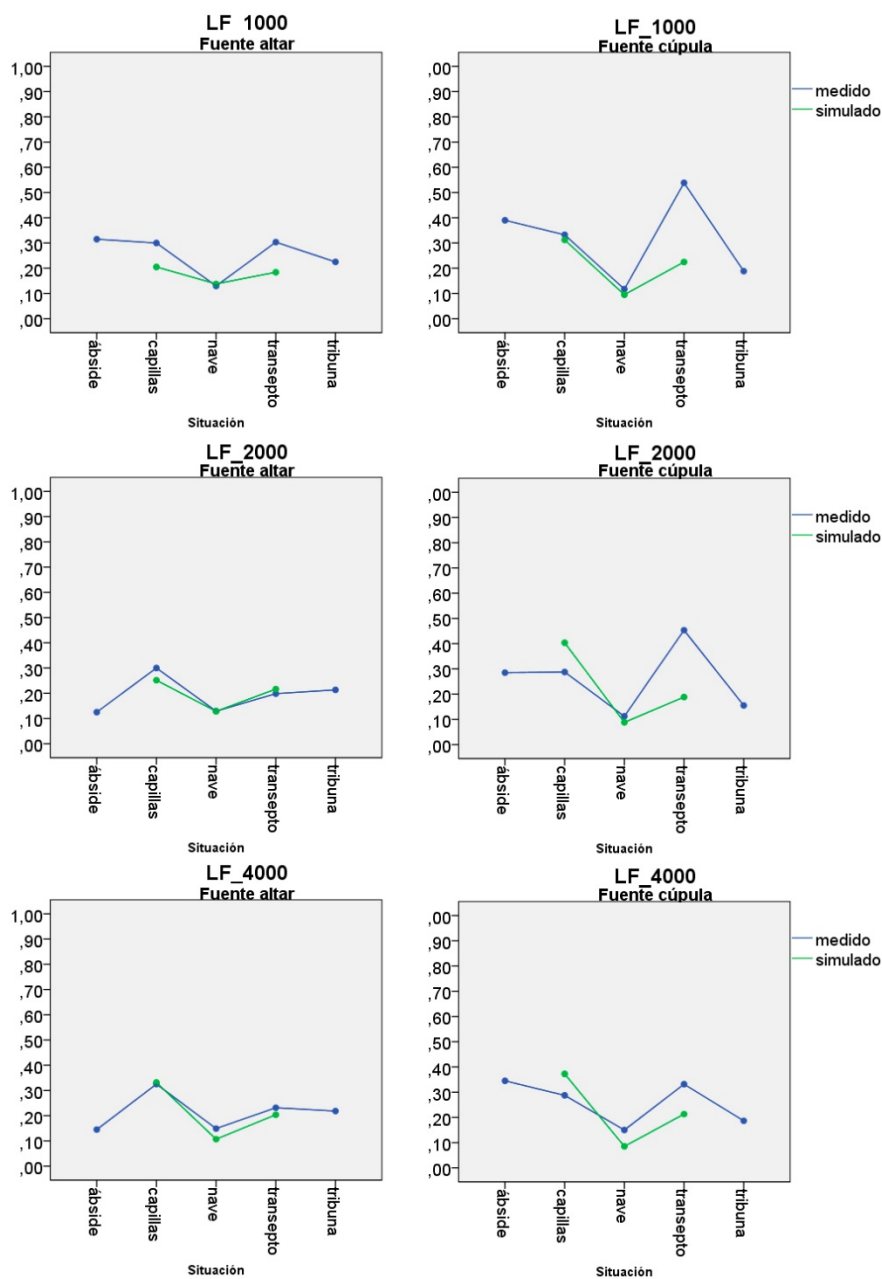 LF_1000
Fuente altar
1,00
,90
,80
,70
,60
,50
,40
,30
,20
,10
,00
ábside
capillas
nave
transepto
tribuna
Situación
LF_1000
Fuente cúpula
,00
,90
,80
,70
,60
,50
,40
,30
,20
,10
,00
ábside
capillas
nave
transepto
tribuna
Situación
medido
simulado
LF_2000
Fuente altar
1,00
,90
,80
,70
,60
,50
,40
,30
,20
,10
,00
ábside
capillas
nave
transepto
tribuna
Situación
LF_2000
Fuente cúpula
,00
,90
,80
,70
,60
,50
,40
,30
,20
,10
,00
ábside
capillas
nave
transepto
tribuna
Situación
medido
simulado
LF_4000
Fuente altar
1,00
,90
,80
,70
,60
,50
,40
,30
,20
,10
,00
ábside
capillas
nave
transepto
tribuna
Situación
LF_4000
Fuente cúpula
,00
,90
,80
,70
,60
,50
,40
,30
,20
,10
,00
ábside
capillas
nave
transepto
tribuna
Situación
medido
simulado